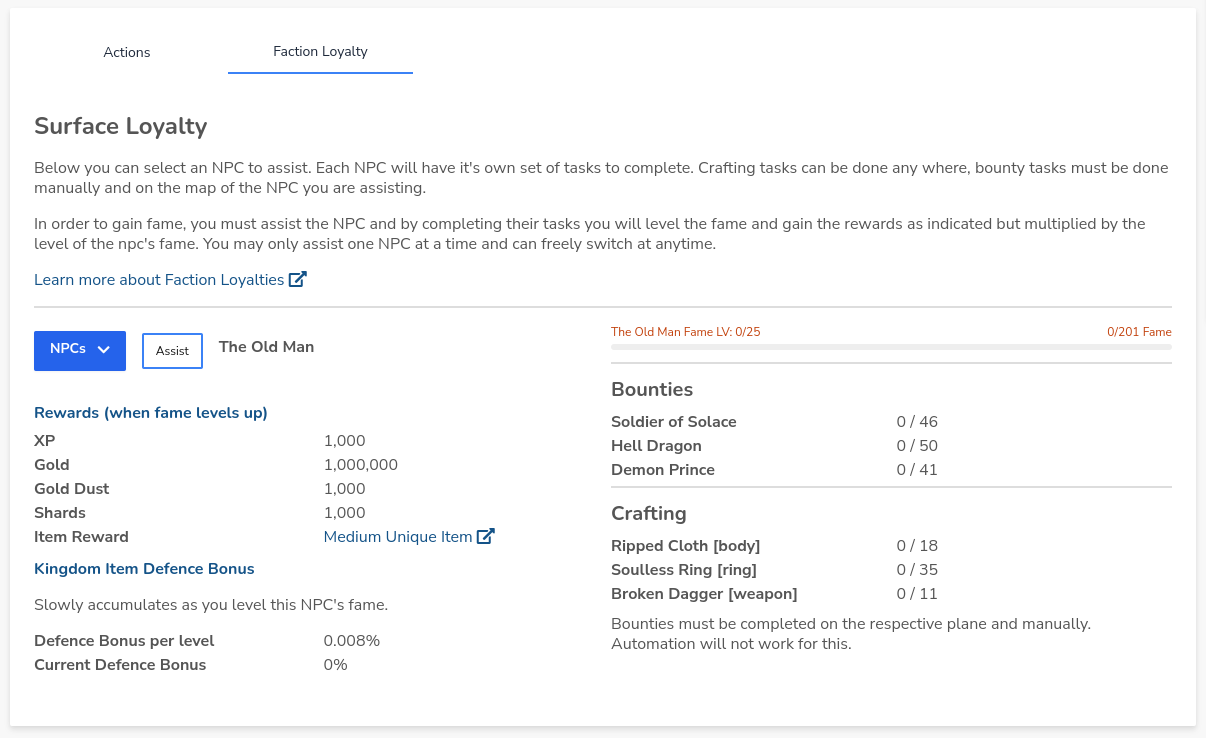 Actions
Faction Loyalty
Surface Loyalty
Below you can select an NPC to assist. Each NPC will have it's own set of tasks to complete. Crafting tasks can be done any where, bounty tasks must be done
manually and on the map of the NPC you are assisting.
In order to gain fame, you must assist the NPC and by completing their tasks you will level the fame and gain the rewards as indicated but multiplied by the
level of the npc's fame. You may only assist one NPC at a time and can freely switch at anytime.
Learn more about Faction Loyalties
NPCs
Assist
The Old Man
Rewards (when fame levels up)
XP 1,000
Gold 1,000,000
Gold Dust 1,000
Shards 1,000
Item Reward Medium Unique Item
Kingdom Item Defence Bonus
Slowly accumulates as you level this NPC's fame.
Defence Bonus per level 0.008%
Current Defence Bonus 0%
The Old Man Fame LV: 0/25 0/201 Fame
Bounties
Soldier of Solace 0 / 46
Hell Dragon 0 / 50
Demon Prince 0 / 41
Crafting
Ripped Cloth [body] 0 / 18
Soulless Ring [ring] 0 / 35
Broken Dagger [weapon] 0 / 11
Bounties must be completed on the respective plane and manually.
Automation will not work for this.